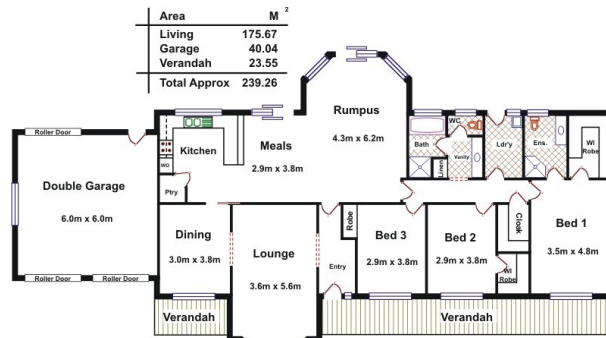 Area M²
Living 175.67
Garage 40.04
Verandah 23.55
Total Approx 239.26
Roller Door
Kitchen
WO
Ptry
Meals
2.9m x 3.8m
Rumpus
4.3m x 6.2m
Bath
WC
Vanity
Linen
Ldr'y
Ens.
WI
Robe
Double Garage
6.0m x 6.0m
Roller Door
Roller Door
Dining
3.0m x 3.8m
Lounge
3.6m x 5.6m
Entry
Robe
Bed 3
2.9m x 3.8m
Bed 2
2.9m x 3.8m
Cloak
WI
Robe
Bed 1
3.5m x 4.8m
Verandah
Verandah